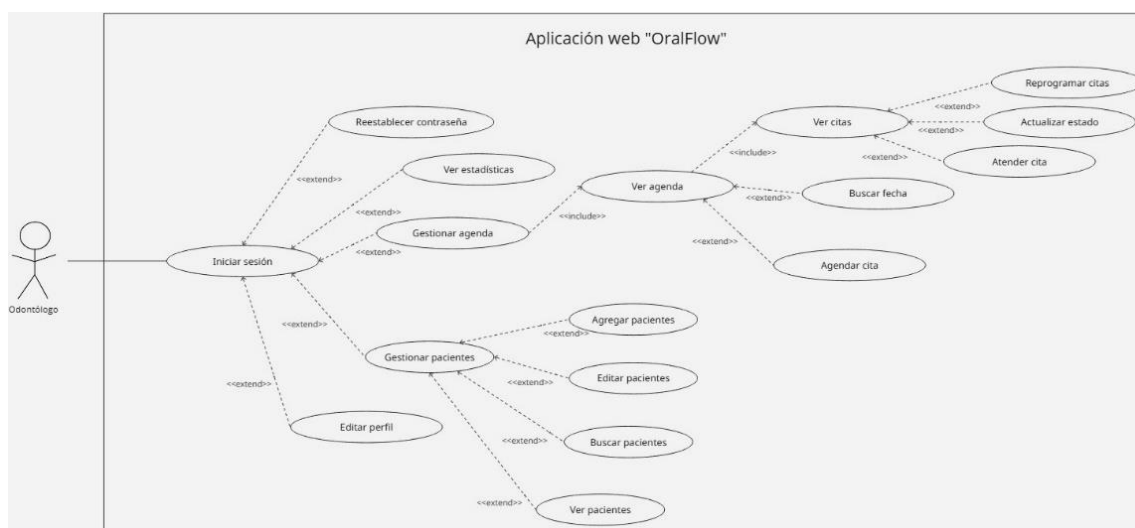 Aplicación web "OralFlow"
Reprogramar citas
<<extend>>
Reestablecer contraseña
Ver citas
<<extend>>
Actualizar estado
<<include>>
<<extend>>
Atender cita
Ver estadísticas
<<extend>>
Ver agenda
<<extend>>
Buscar fecha
<<extend>>
Gestionar agenda
<<include>>
<<extend>>
<<extend>>
Iniciar sesión
Agendar cita
Odontólogo
<<extend>>
Agregar pacientes
<<extend>>
Gestionar pacientes
<<extend>>
Editar pacientes
<<extend>>
Editar perfil
<<extend>>
Buscar pacientes
<<extend>>
Ver pacientes